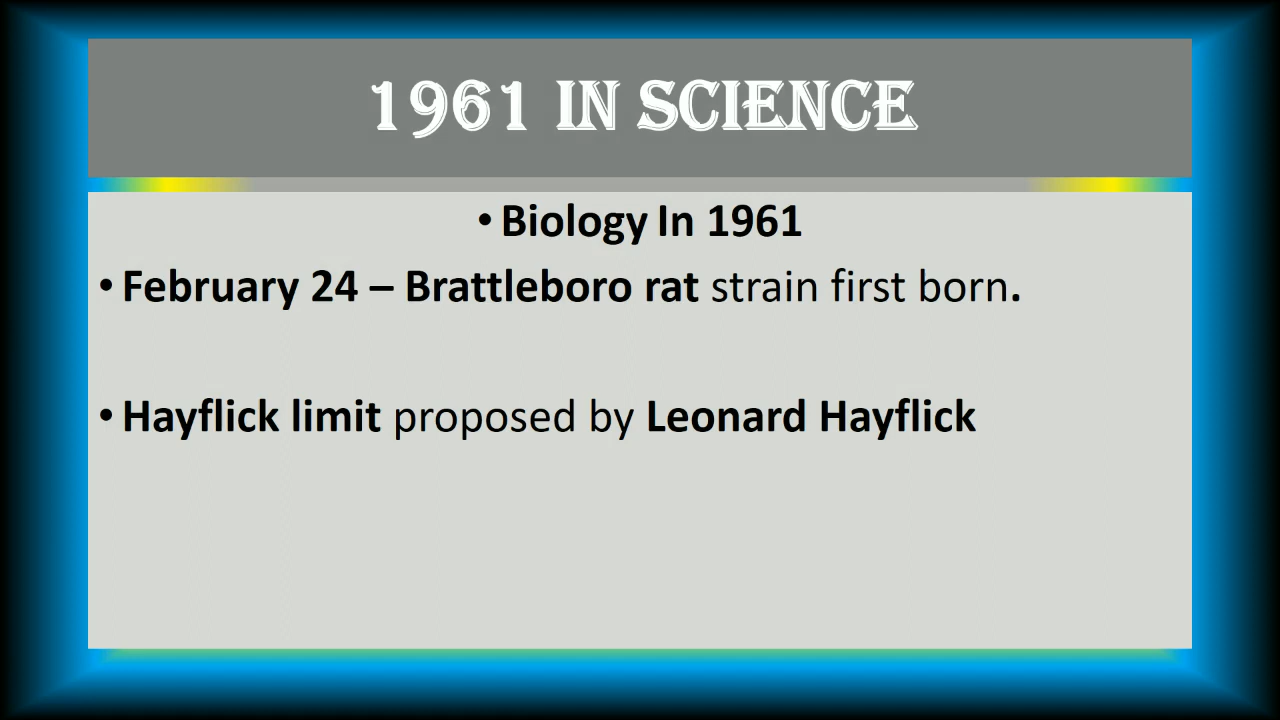 1961 IN SCIENCE
• Biology In 1961
• February 24 – Brattleboro rat strain first born.
• Hayflick limit proposed by Leonard Hayflick